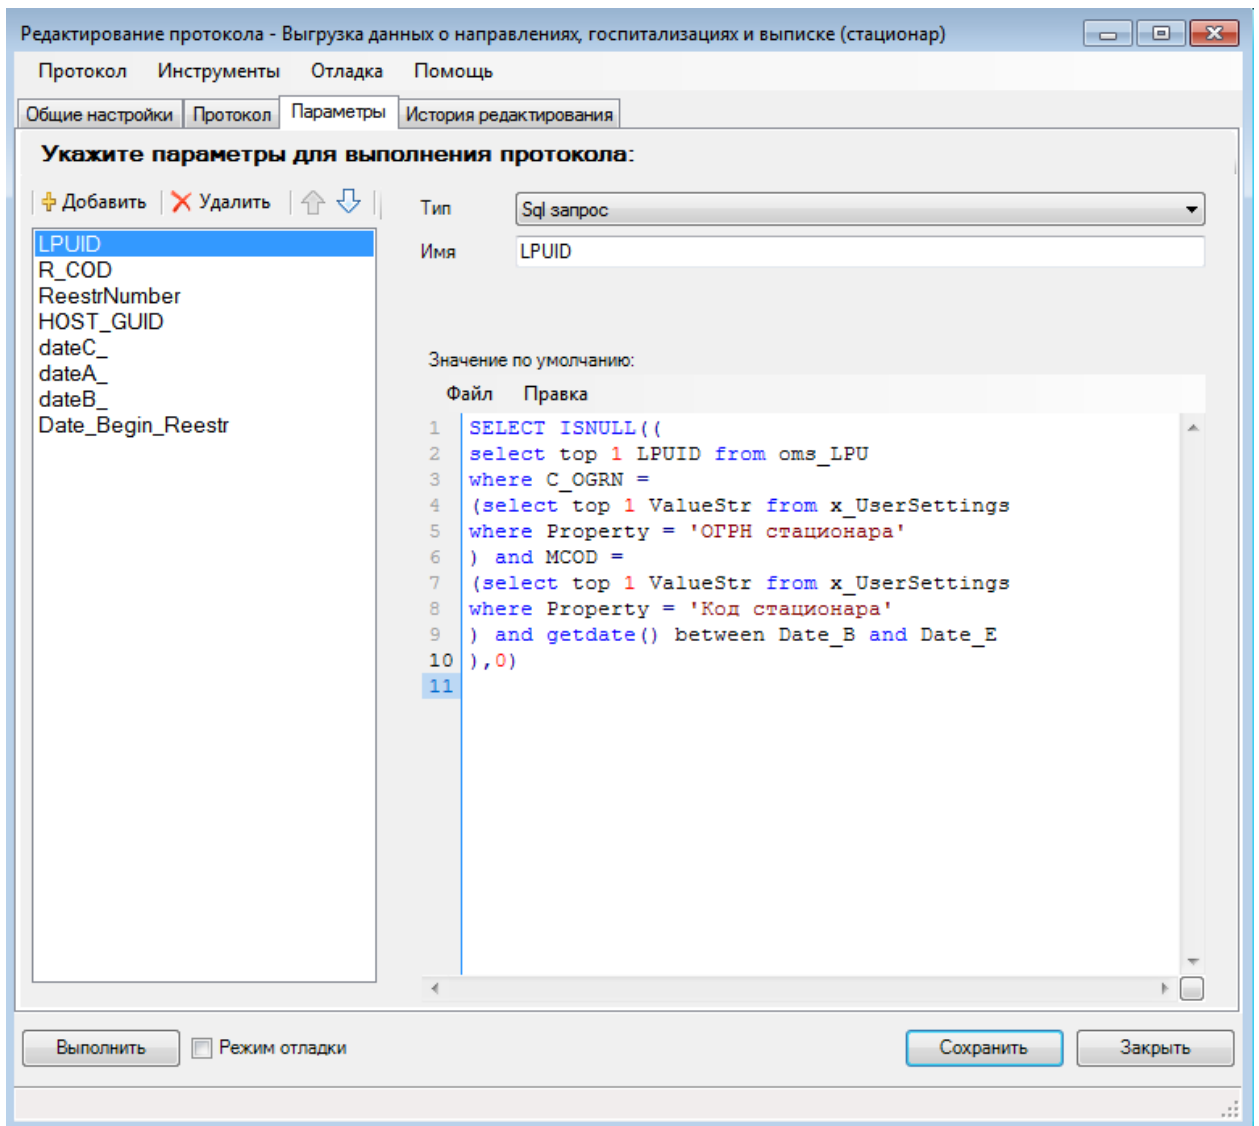 Редактирование протокола - Выгрузка данных о направлениях, госпитализациях и выписке (стационар)
Протокол Инструменты Отладка Помощь
Общие настройки Протокол Параметры История редактирования
Укажите параметры для выполнения протокола:
Добавить Удалить
Тип Sql запрос
Имя LPUID
LPUID
R_COD
ReestrNumber
HOST_GUID
dateC_
dateA_
dateB_
Date_Begin_Reestr
Значение по умолчанию:
Файл Правка
1 SELECT ISNULL((
2 select top 1 LPUID from oms_LPU
3 where C_OGRN =
4 (select top 1 ValueStr from x_UserSettings
5 where Property = 'ОГРН стационара'
6 ) and MCOD =
7 (select top 1 ValueStr from x_UserSettings
8 where Property = 'Код стационара'
9 ) and getdate() between Date_B and Date_E
10 ),0)
11
Выполнить Режим отладки Сохранить Закрыть